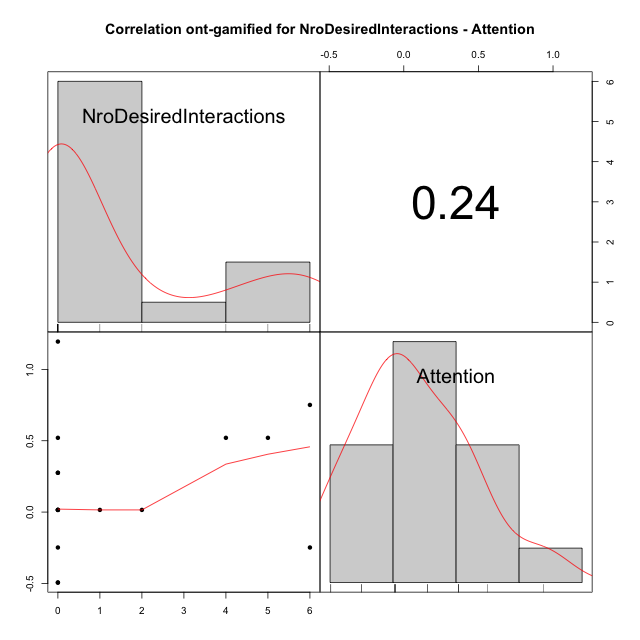 Correlation ont-gamified for NroDesiredInteractions - Attention
-0.5 0.0 0.5 1.0
NroDesiredInteractions
0.24
0 1 2 3 4 5 6
Attention
-0.5 0.0 0.5 1.0
0 1 2 3 4 5 6